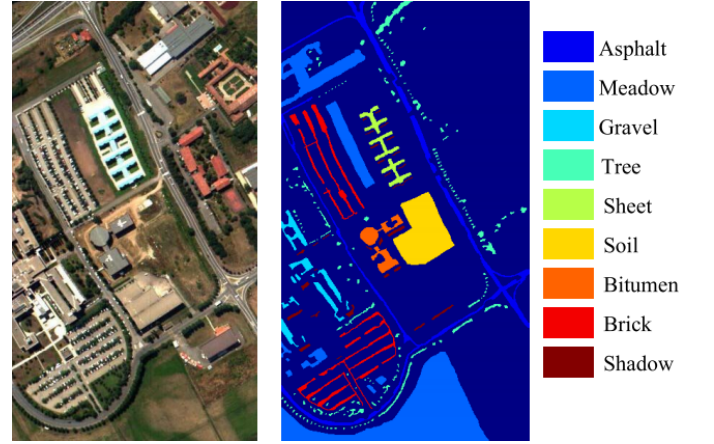 Asphalt
Meadow
Gravel
Tree
Sheet
Soil
Bitumen
Brick
Shadow